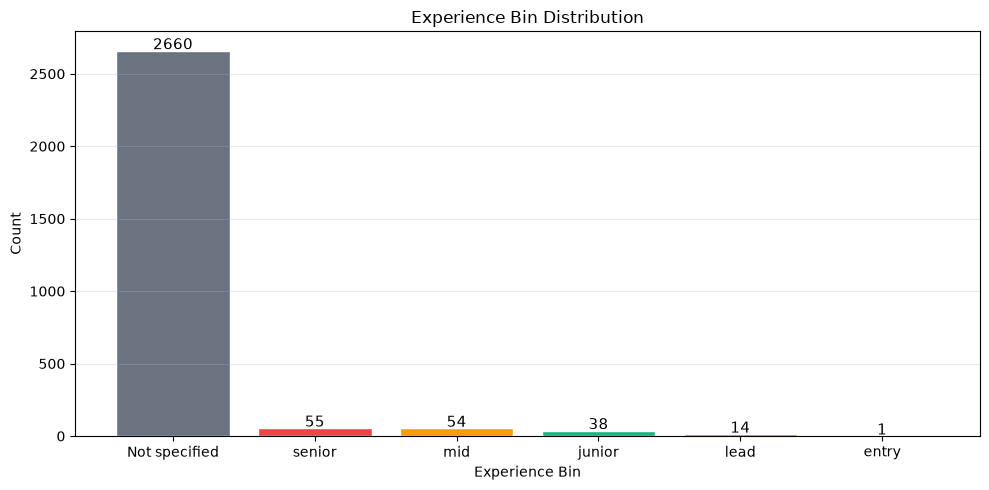 Experience Bin Distribution
2660
2500
2000
1500
1000
500
0
Count
55
54
38
14
1
Not specified
senior
mid
junior
lead
entry
Experience Bin